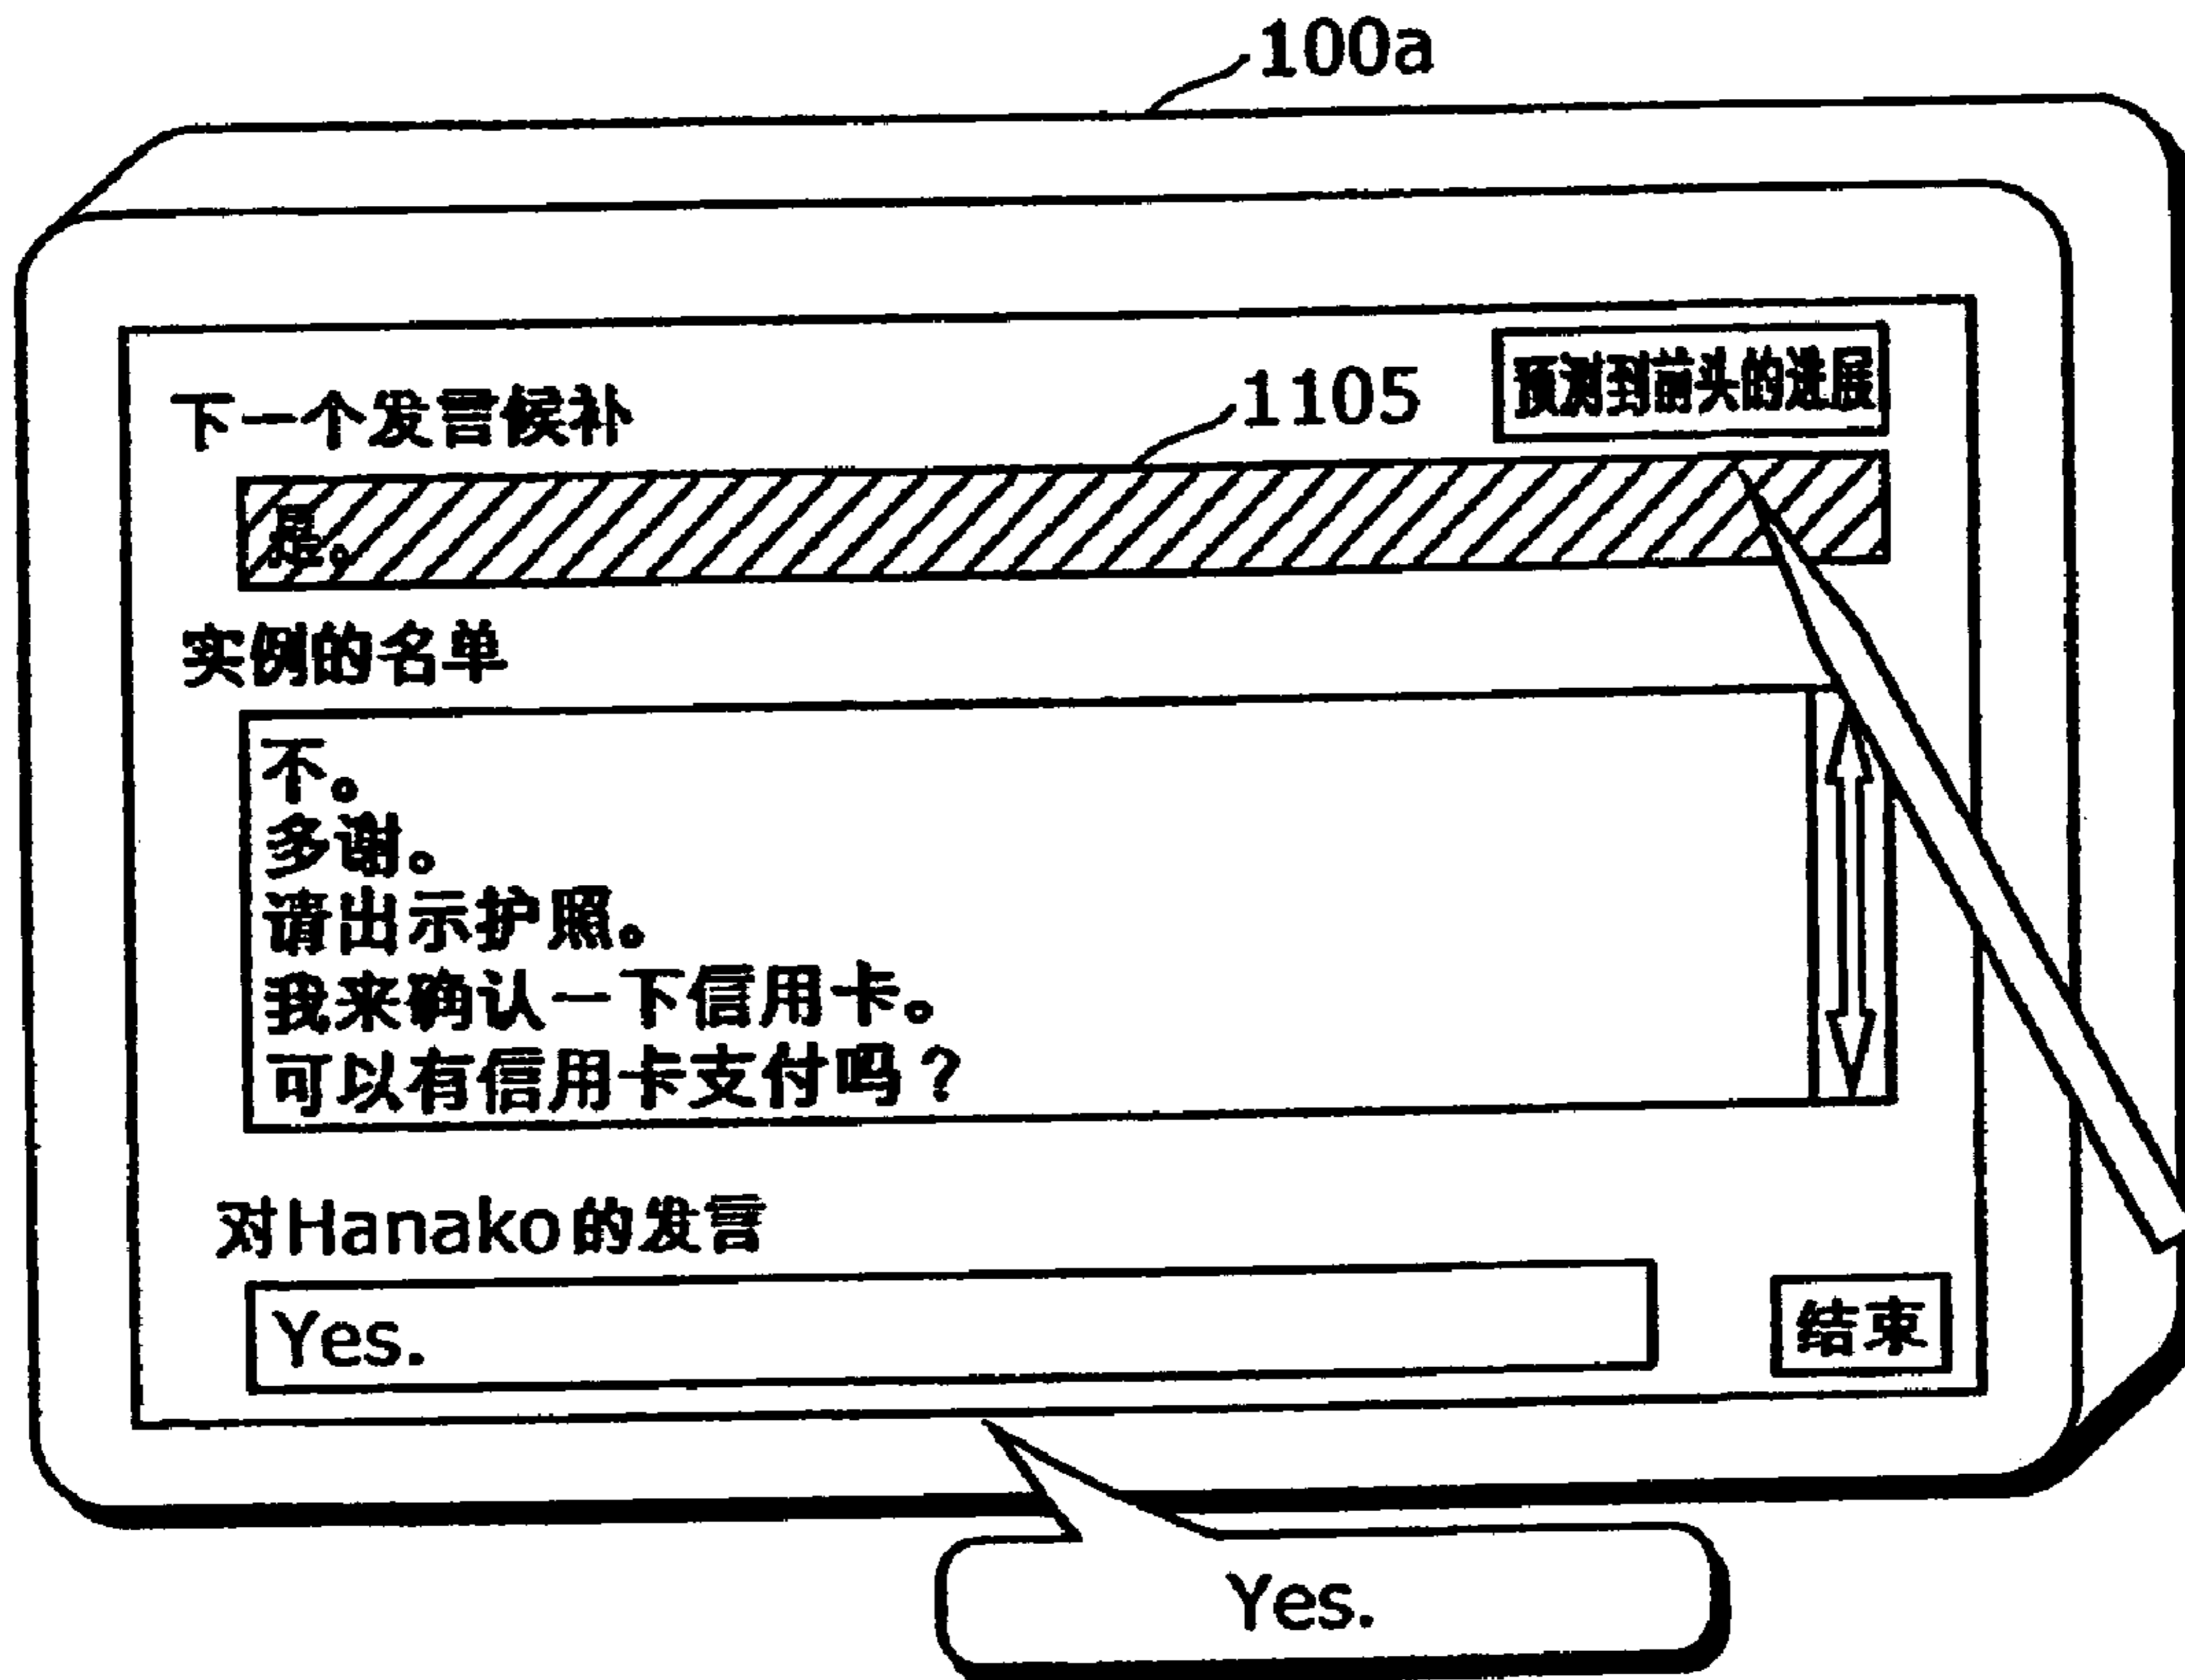 100a
预测到前头的进展
下一个发言候补
1105
是。
实例的名单
不。
多谢。
请出示护照。
我来确认一下信用卡。
可以有信用卡支付吗？
对Hanako的发言
Yes.
结束
Yes.